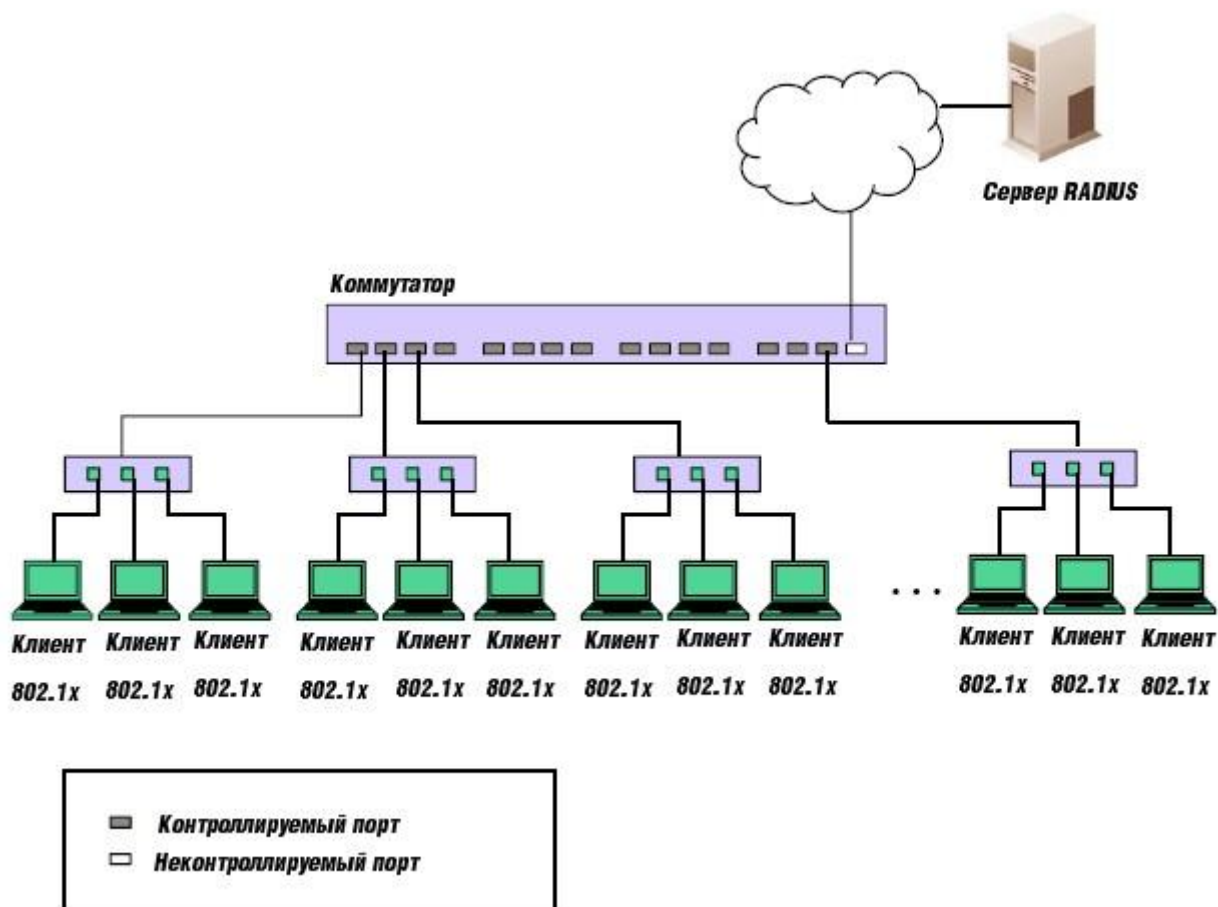 Сервер RADIUS
Коммутатор
Клиент Клиент Клиент Клиент Клиент Клиент Клиент Клиент Клиент Клиент Клиент Клиент
802.1x 802.1x 802.1x 802.1x 802.1x 802.1x 802.1x 802.1x 802.1x 802.1x 802.1x 802.1x
Контроллируемый порт
Неконтроллируемый порт